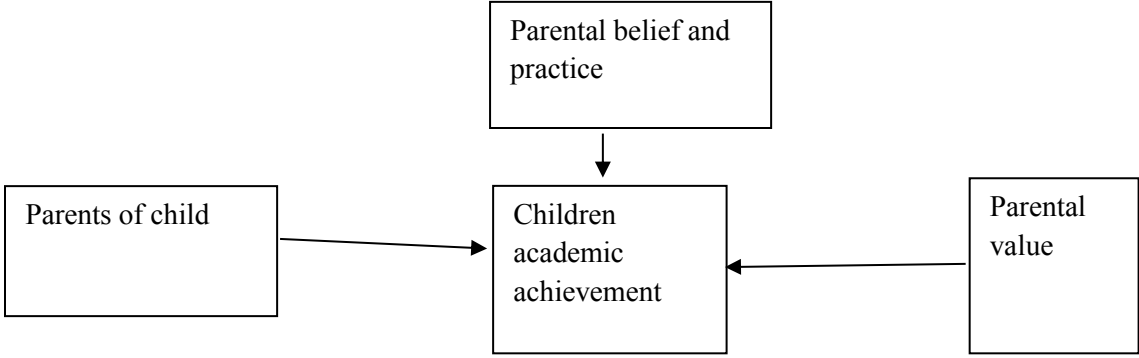 Parental belief and
practice
Parents of child
Children
academic
achievement
Parental
value